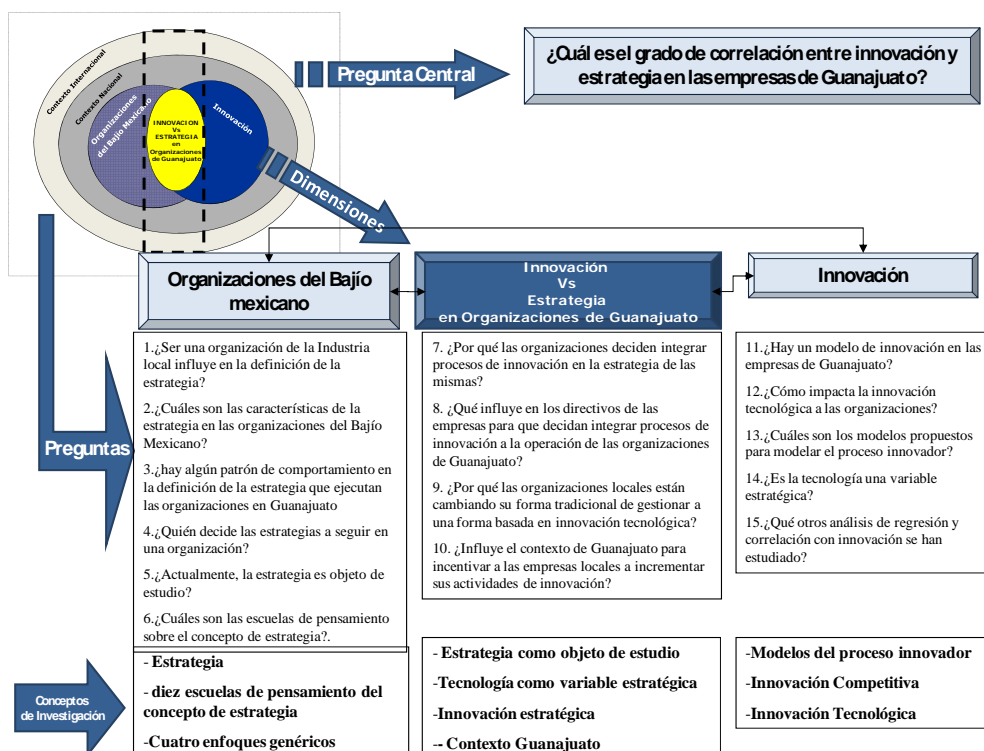 Contexto Internacional
Contexto Nacional
Organizaciones
del Bajío Mexicano
INNOVACION
Vs
ESTRATEGIA
en
Organizaciones
de Guanajuato
Innovación
Pregunta Central
¿Cuál es el grado de correlación entre innovación y
estrategia en las empresas de Guanajuato?
Dimensiones
Organizaciones del Bajío
mexicano
Innovación
Vs
Estrategia
en Organizaciones de Guanajuato
Innovación
Preguntas
1.¿Ser una organización de la Industria
local influye en la definición de la
estrategia?
2.¿Cuáles son las características de la
estrategia en las organizaciones del Bajío
Mexicano?
3.¿hay algún patrón de comportamiento en
la definición de la estrategia que ejecutan
las organizaciones en Guanajuato
4.¿Quién decide las estrategias a seguir en
una organización?
5.¿Actualmente, la estrategia es objeto de
estudio?
6.¿Cuáles son las escuelas de pensamiento
sobre el concepto de estrategia?.
7. ¿Por qué las organizaciones deciden integrar
procesos de innovación en la estrategia de las
mismas?
8. ¿Qué influye en los directivos de las
empresas para que decidan integrar procesos de
innovación a la operación de las organizaciones
de Guanajuato?
9. ¿Por qué las organizaciones locales están
cambiando su forma tradicional de gestionar a
una forma basada en innovación tecnológica?
10. ¿Influye el contexto de Guanajuato para
incentivar a las empresas locales a incrementar
sus actividades de innovación?
11.¿Hay un modelo de innovación en las
empresas de Guanajuato?
12.¿Cómo impacta la innovación
tecnológica a las organizaciones?
13.¿Cuáles son los modelos propuestos
para modelar el proceso innovador?
14.¿Es la tecnología una variable
estratégica?
15.¿Qué otros análisis de regresión y
correlación con innovación se han
estudiado?
Conceptos
de Investigación
- Estrategia
- diez escuelas de pensamiento del
concepto de estrategia
-Cuatro enfoques genéricos
- Estrategia como objeto de estudio
-Tecnología como variable estratégica
-Innovación estratégica
-- Contexto Guanajuato
-Modelos del proceso innovador
-Innovación Competitiva
-Innovación Tecnológica